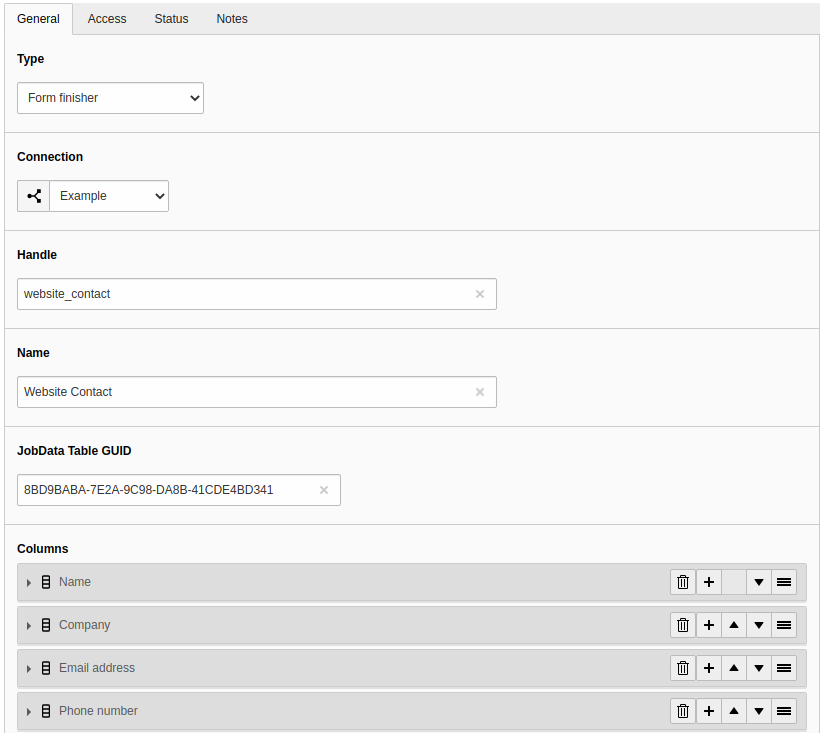 General Access Status Notes
Type
Form finisher
Connection
Example
Handle
website_contact
Name
Website Contact
JobData Table GUID
8BD9BABA-7E2A-9C98-DA8B-41CDE4BD341
Columns
Name
Company
Email address
Phone number